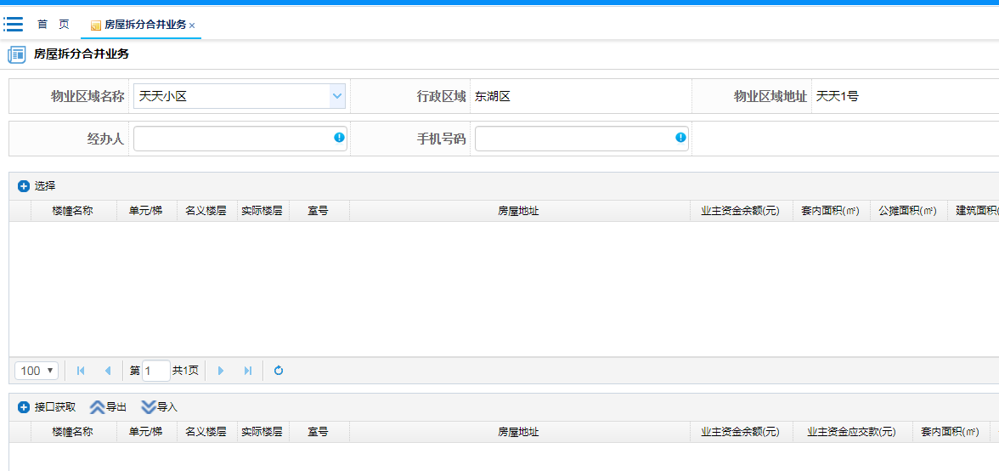 首 页 房屋拆分合并业务 ×
房屋拆分合并业务
物业区域名称 天天小区 行政区域 东湖区 物业区域地址 天天1号
经办人 手机号码
选择
楼幢名称 单元/梯 名义楼层 实际楼层 室号 房屋地址 业主资金余额(元) 套内面积(㎡) 公摊面积(㎡) 建筑面积(
100 第 1 共1页
接口获取 导出 导入
楼幢名称 单元/梯 名义楼层 实际楼层 室号 房屋地址 业主资金余额(元) 业主资金应交款(元) 套内面积(㎡)